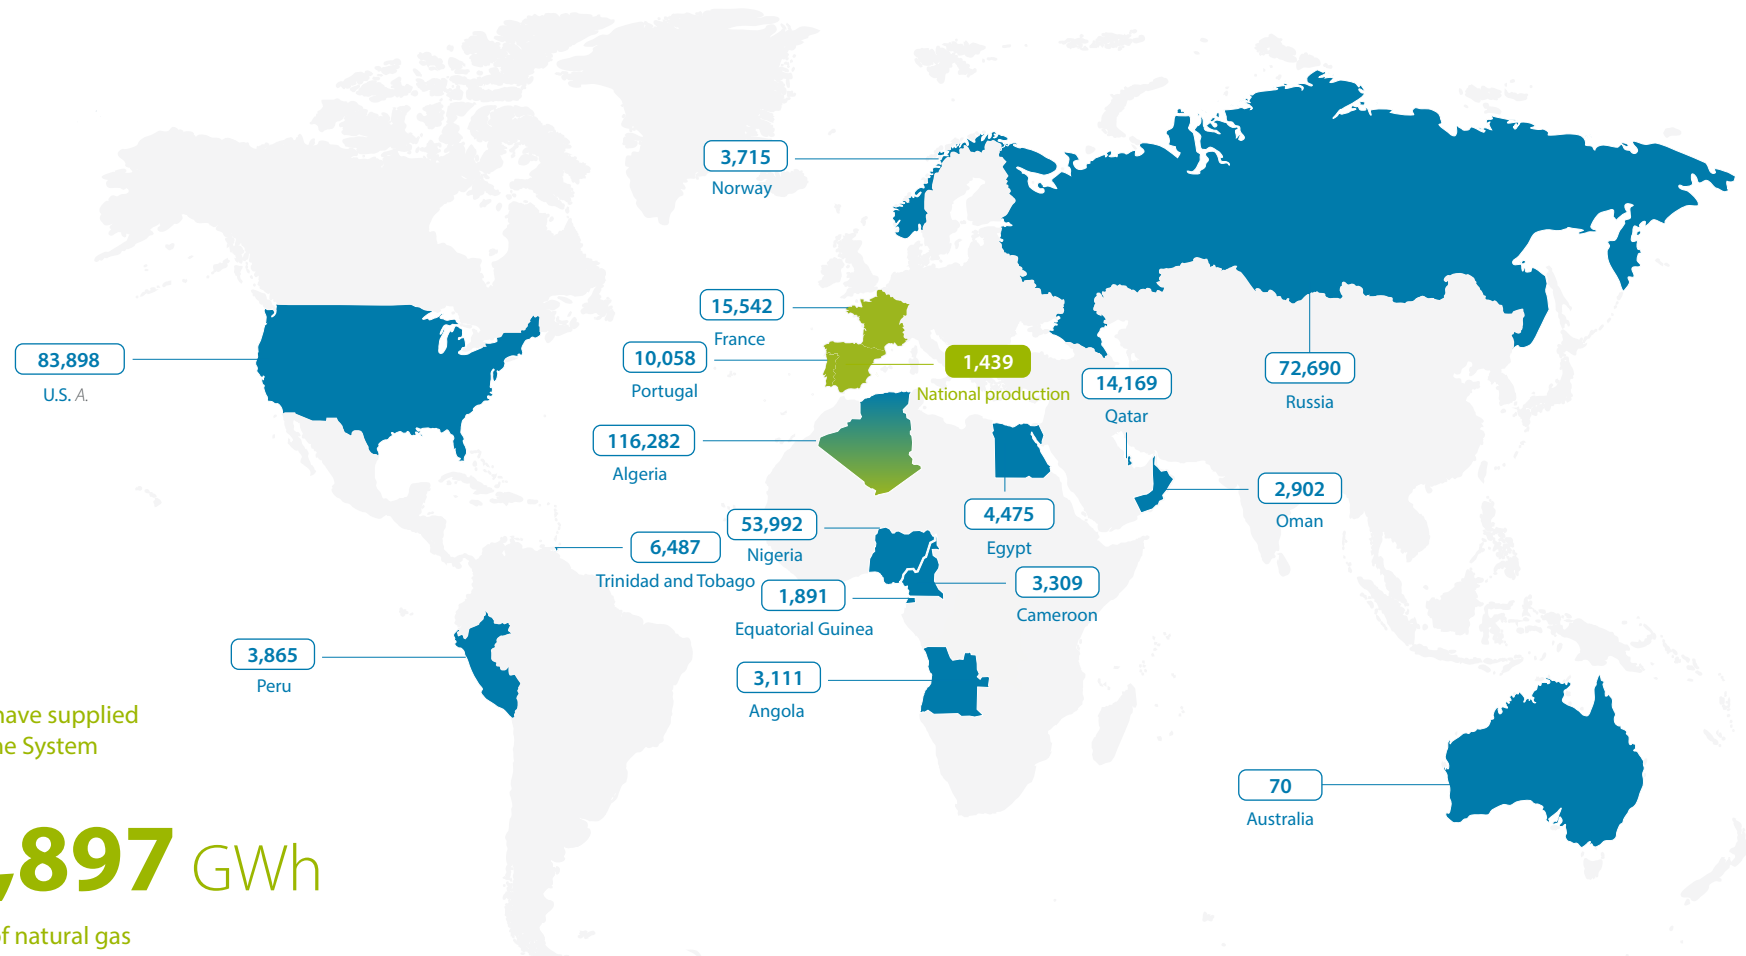 3,715
Norway
15,542
France
10,058
Portugal
1,439
National production
83,898
U.S. A.
14,169
Qatar
72,690
Russia
116,282
Algeria
2,902
Oman
4,475
Egypt
53,992
Nigeria
6,487
Trinidad and Tobago
3,309
Cameroon
1,891
Equatorial Guinea
3,865
Peru
3,111
Angola
70
Australia
have supplied
System
,897 GWh
of natural gas